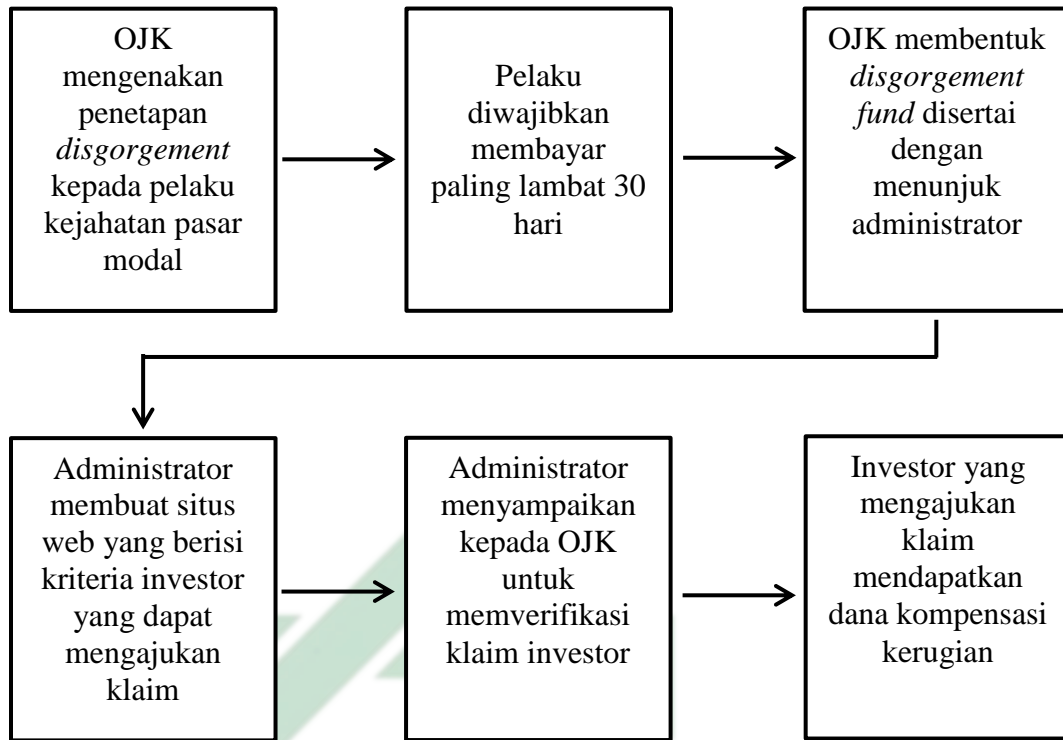 OJK
mengenakan
penetapan
disgorgement
kepada pelaku
kejahatan pasar
modal
Pelaku
diwajibkan
membayar
paling lambat 30
hari
OJK membentuk
disgorgement
fund disertai
dengan
menunjuk
administrator
Administrator
membuat situs
web yang berisi
kriteria investor
yang dapat
mengajukan
klaim
Administrator
menyampaikan
kepada OJK
untuk
memverifikasi
klaim investor
Investor yang
mengajukan
klaim
mendapatkan
dana kompensasi
kerugian